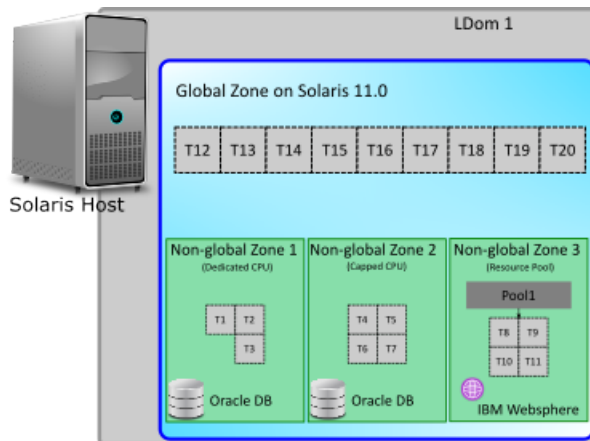 LDom 1
Global Zone on Solaris 11.0
T12 T13 T14 T15 T16 T17 T18 T19 T20
Solaris Host
Non-global Zone 1
(Dedicated CPU)
T1 T2
T3
Oracle DB
Non-global Zone 2
(Capped CPU)
T4 T5
T6 T7
Oracle DB
Non-global Zone 3
(Resource Pool)
Pool1
T8 T9
T10 T11
IBM Websphere